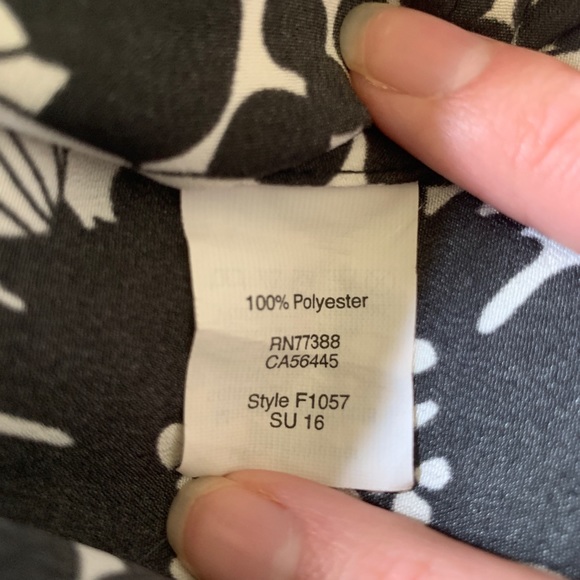 100% Polyester
RN77388
CA56445
Style F1057
SU 16